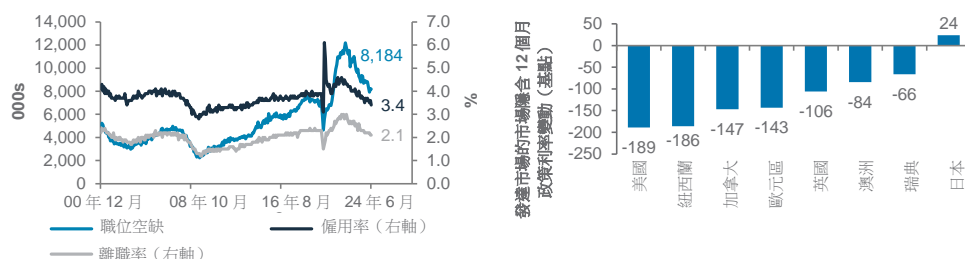 14,000
12,000
10,000
8,000
6,000
4,000
2,000
0
000s
7.0
6.0
5.0
4.0
3.0
2.0
1.0
0.0
%
8,184
3.4
2.1
00 年 12 月
08 年 10 月
16 年 8 月
24 年 6 月
職位空缺
僱用率（右軸）
離職率（右軸）
發達市場的市場隱含 12 個月
政策利率變動（基點）
50
0
-50
-100
-150
-200
-250
-189
-186
-147
-143
-106
-84
-66
24
美國
紐西蘭
加拿大
歐元區
英國
澳洲
瑞典
日本